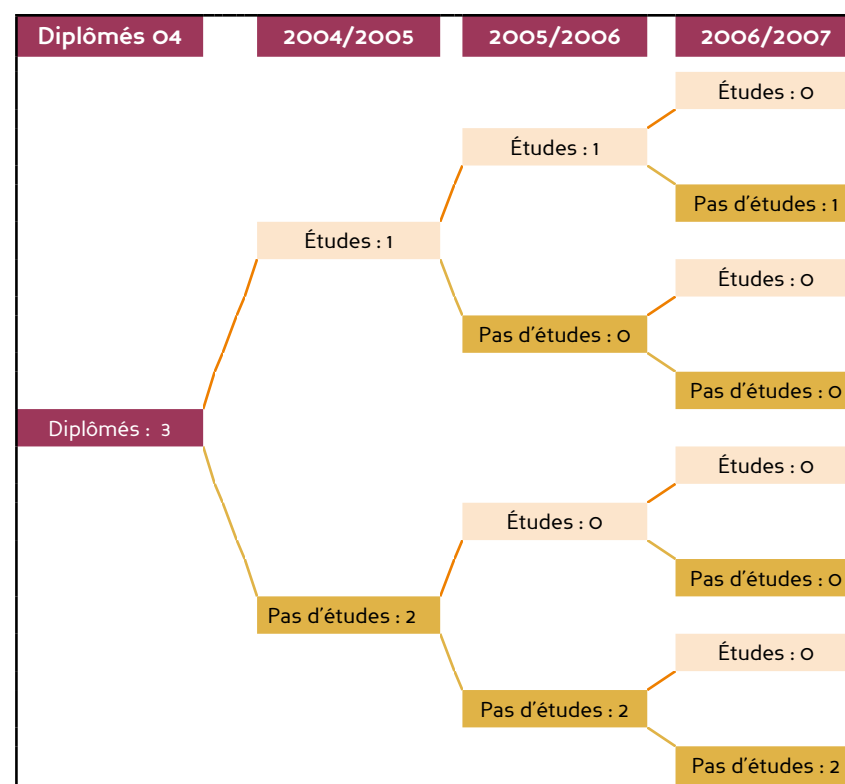 Diplômés 04 2004/2005 2005/2006 2006/2007
Études : 0
Études : 1
Pas d'études : 1
Études : 1
Études : 0
Pas d'études : 0
Pas d'études : 0
Diplômés : 3
Études : 0
Études : 0
Pas d'études : 0
Pas d'études : 2
Études : 0
Pas d'études : 2
Pas d'études : 2